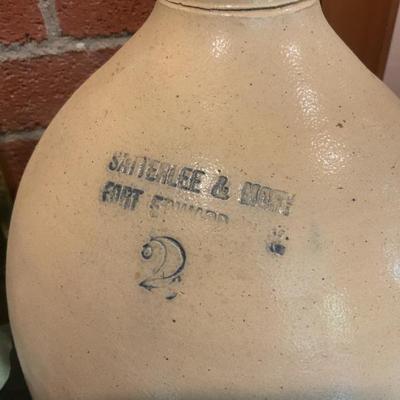 SATTERLEE & MORY
FORT EDWARD
2